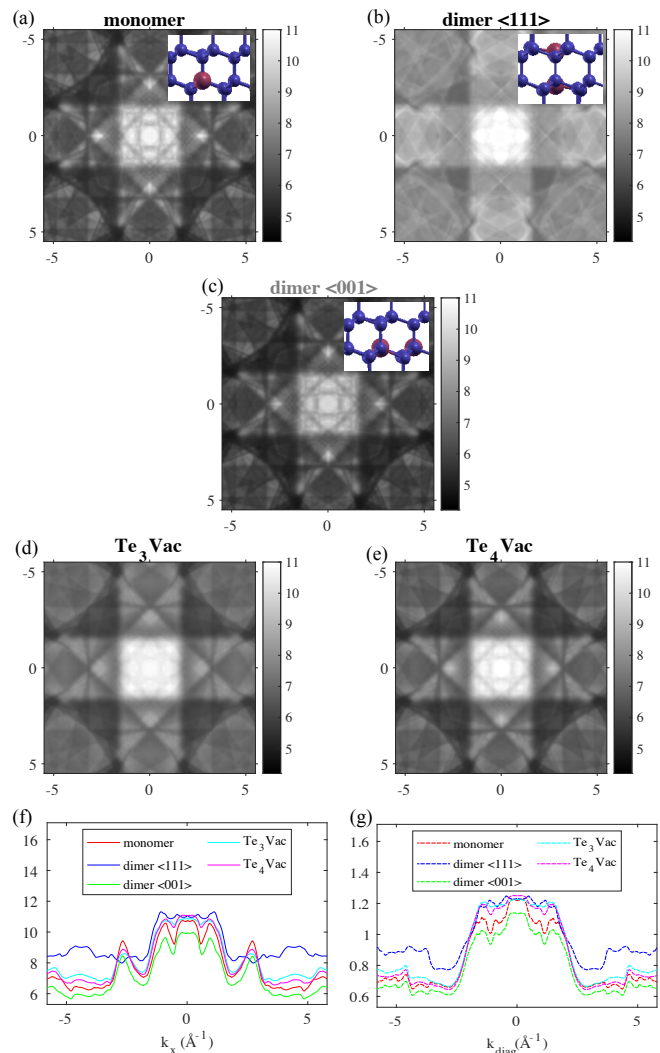 (a) monomer
-5
0
5
-5 0 5
11
10
9
8
7
6
5
(b) dimer <111>
-5
0
5
-5 0 5
11
10
9
8
7
6
5
(c) dimer <001>
-5
0
5
-5 0 5
11
10
9
8
7
6
5
(d) Te3Vac
-5
0
5
-5 0 5
11
10
9
8
7
6
5
(e) Te4Vac
-5
0
5
-5 0 5
11
10
9
8
7
6
5
(f)
16
14
12
10
8
6
monomer Te3Vac
dimer <111> Te4Vac
dimer <001>
-5 0 5
kx (Å-1)
(g)
1.6
1.4
1.2
1
0.8
0.6
monomer Te3Vac
dimer <111> Te4Vac
dimer <001>
-5 0 5
kdiag (Å-1)